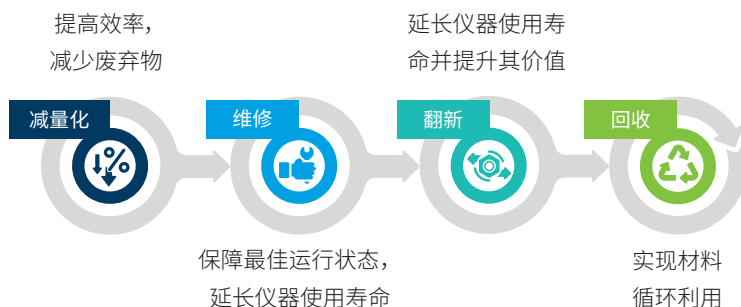 提高效率，
减少废弃物
延长仪器使用寿
命并提升其价值
减量化
维修
翻新
回收
%
保障最佳运行状态，
延长仪器使用寿命
实现材料
循环利用